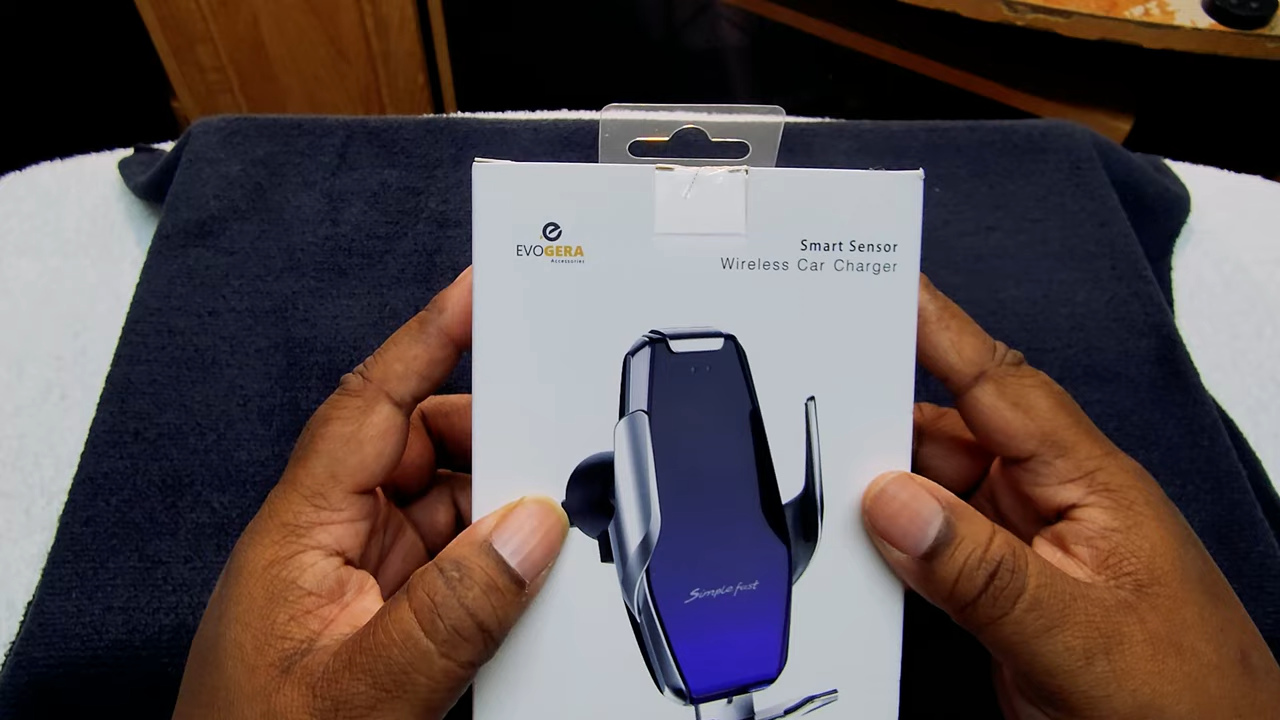 EVOGERA
Accessories
Smart Sensor
Wireless Car Charger
Simple fast